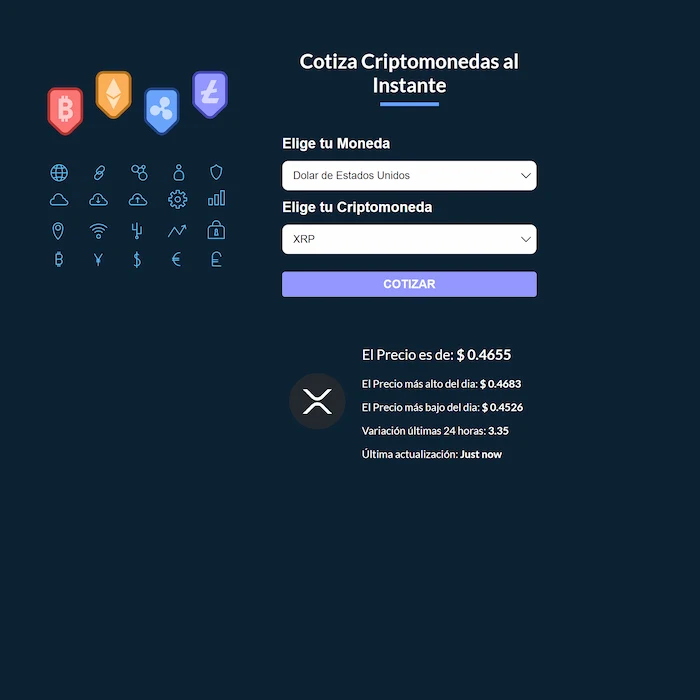 Cotiza Criptomonedas al
Instante
Elige tu Moneda
Dolar de Estados Unidos
Elige tu Criptomoneda
XRP
COTIZAR
El Precio es de: $ 0.4655
El Precio más alto del dia: $ 0.4683
El Precio más bajo del dia: $ 0.4526
Variación últimas 24 horas: 3.35
Última actualización: Just now